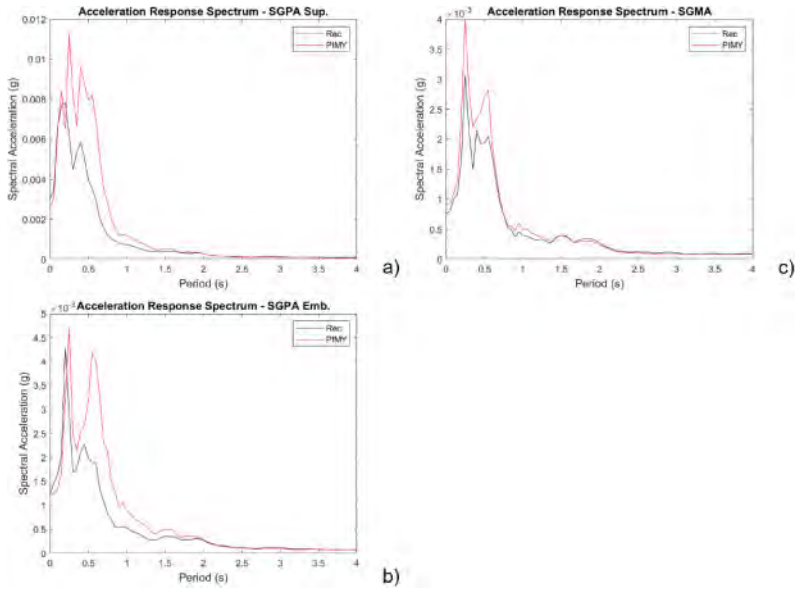 Acceleration Response Spectrum - SGPA Sup.
0.012
0.01
0.008
0.006
0.004
0.002
0
Spectral Acceleration (g)
Rec
PIMY
0 0.5 1 1.5 2 2.5 3 3.5 4
Period (s)
a)
Acceleration Response Spectrum - SGMA
×10⁻³
4
3.5
3
2.5
2
1.5
1
0.5
0
Spectral Acceleration (g)
Rec
PIMY
0 0.5 1 1.5 2 2.5 3 3.5 4
Period (s)
c)
Acceleration Response Spectrum - SGPA Emb.
5
4.5
4
3.5
3
2.5
2
1.5
1
0.5
0
Spectral Acceleration (g)
Rec
PIMY
0 0.5 1 1.5 2 2.5 3 3.5 4
Period (s)
b)